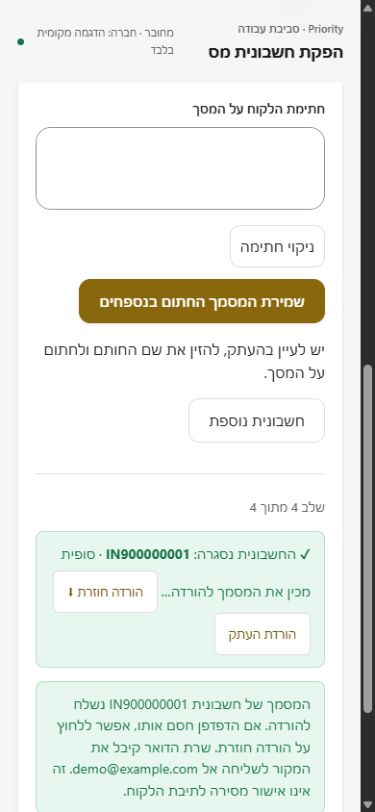 Priority · סביבת עבודה
הפקת חשבונית מס
מחובר · חברה: הדגמה מקומית
בלבד
חתימת הלקוח על המסך
ניקוי חתימה
שמירת המסמך החתום בנספחים
יש לעיין בהעתק, להזין את שם החותם ולחתום
על המסך.
חשבונית נוספת
שלב 4 מתוך 4
✓ החשבונית נסגרה: IN900000001 · סופית
מכין את המסמך להורדה...
הורדה חוזרת ⬇
הורדת העתק
המסמך של חשבונית IN900000001 נשלח
להורדה. אם הדפדפן חסם אותו, אפשר ללחוץ
על הורדה חוזרת. שרת הדואר קיבל את
המקור לשליחה אל demo@example.com. זה
אינו אישור מסירה לתיבת הלקוח.